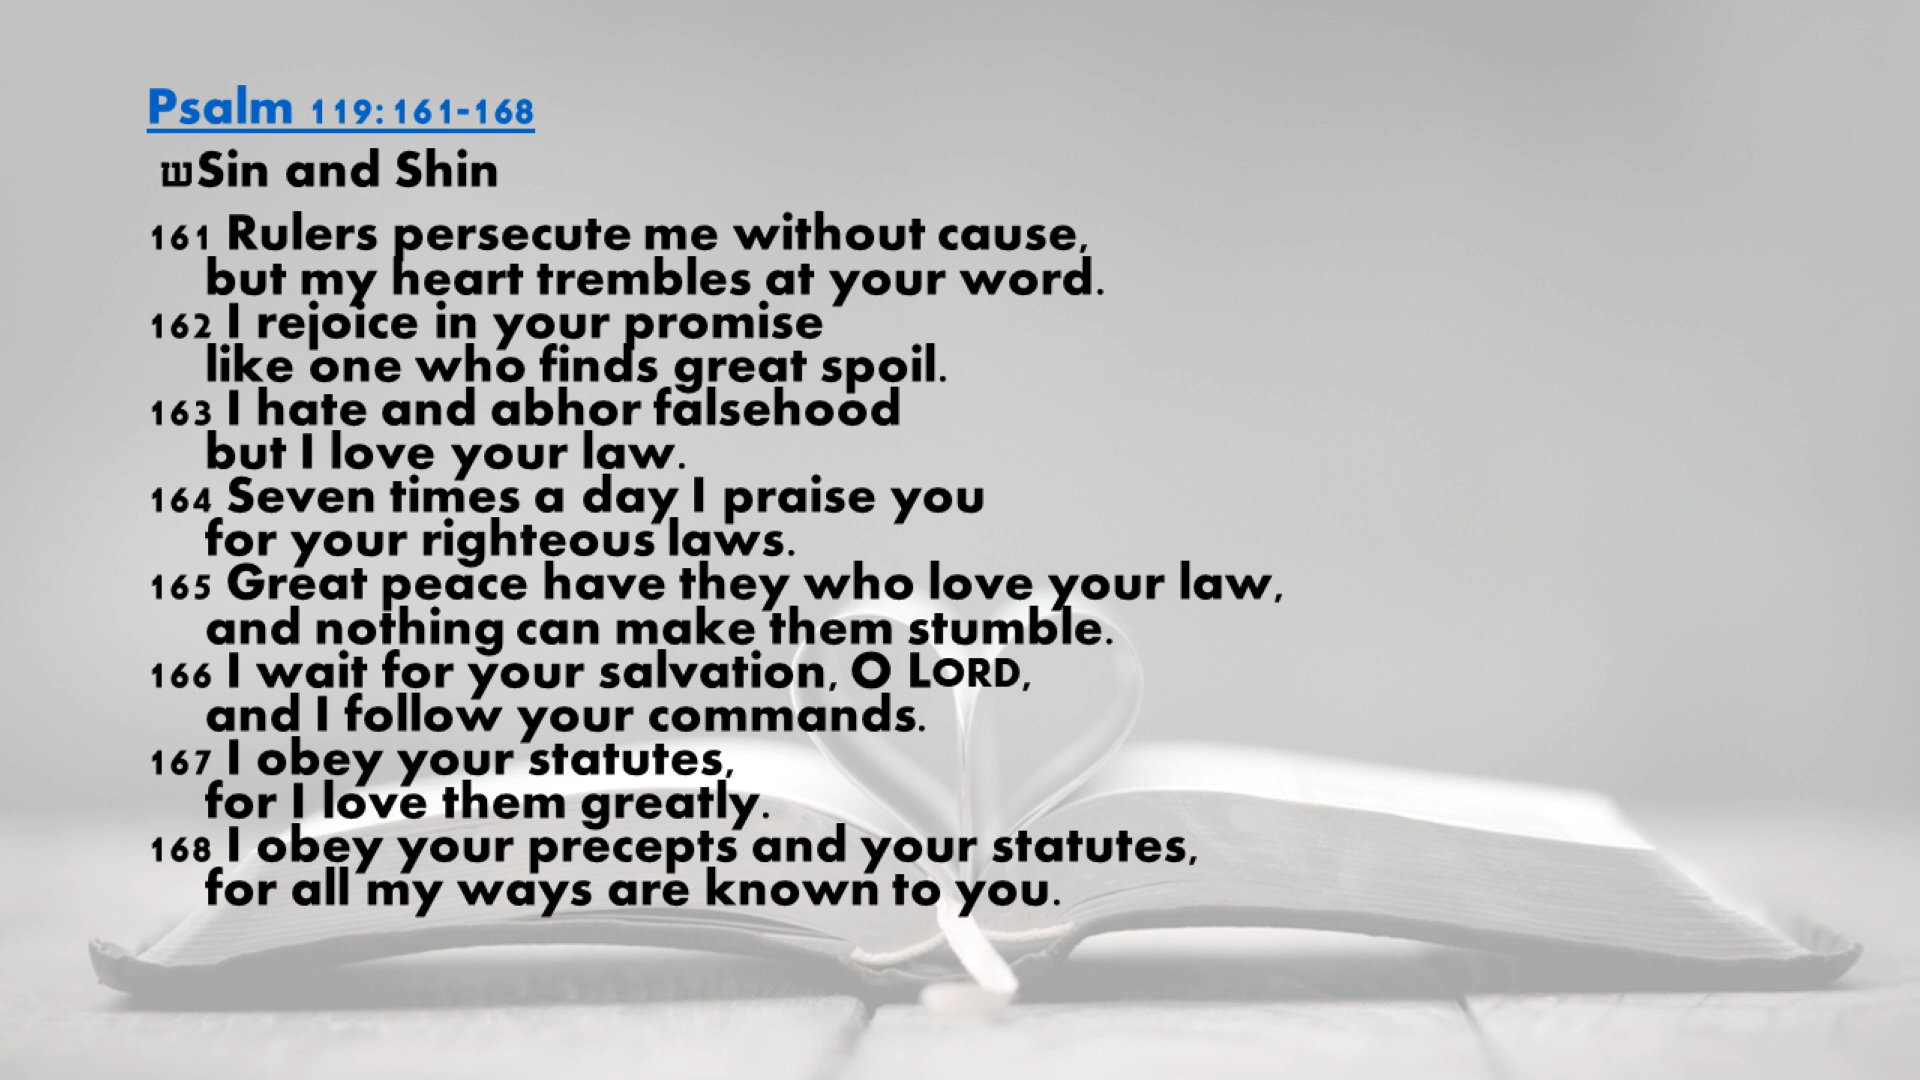 Psalm 119:161-168
שSin and Shin
161 Rulers persecute me without cause,
but my heart trembles at your word.
162 I rejoice in your promise
like one who finds great spoil.
163 I hate and abhor falsehood
but I love your law.
164 Seven times a day I praise you
for your righteous laws.
165 Great peace have they who love your law,
and nothing can make them stumble.
166 I wait for your salvation, O LORD,
and I follow your commands.
167 I obey your statutes,
for I love them greatly.
168 I obey your precepts and your statutes,
for all my ways are known to you.